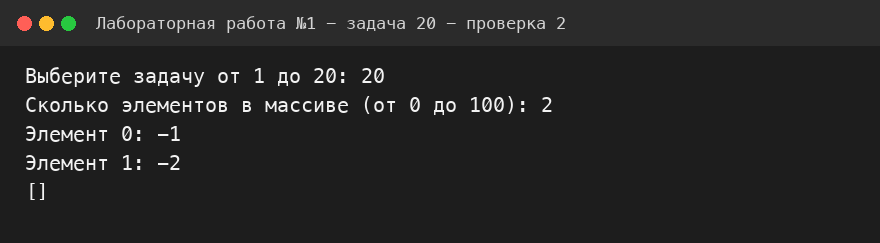 Лабораторная работа №1 — задача 20 — проверка 2
Выберите задачу от 1 до 20: 20
Сколько элементов в массиве (от 0 до 100): 2
Элемент 0: −1
Элемент 1: −2
[]